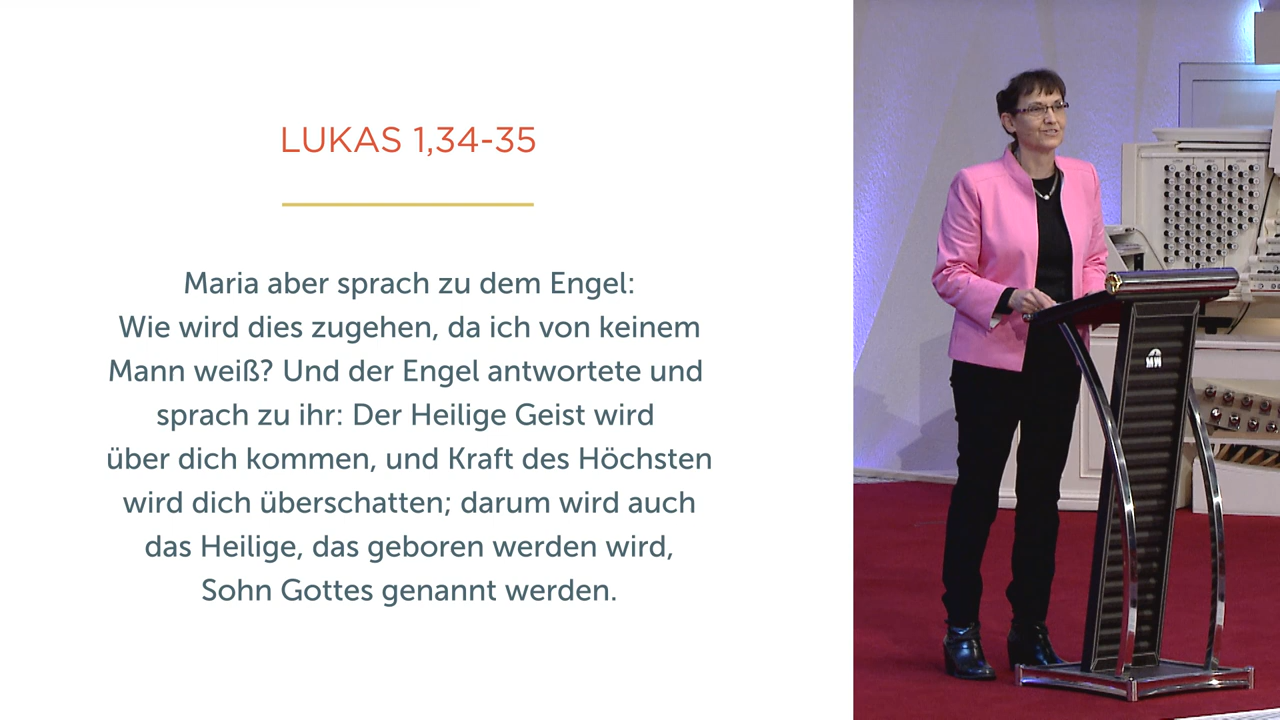 LUKAS 1,34-35
Maria aber sprach zu dem Engel:
Wie wird dies zugehen, da ich von keinem
Mann weiß? Und der Engel antwortete und
sprach zu ihr: Der Heilige Geist wird
über dich kommen, und Kraft des Höchsten
wird dich überschatten; darum wird auch
das Heilige, das geboren werden wird,
Sohn Gottes genannt werden.
MW